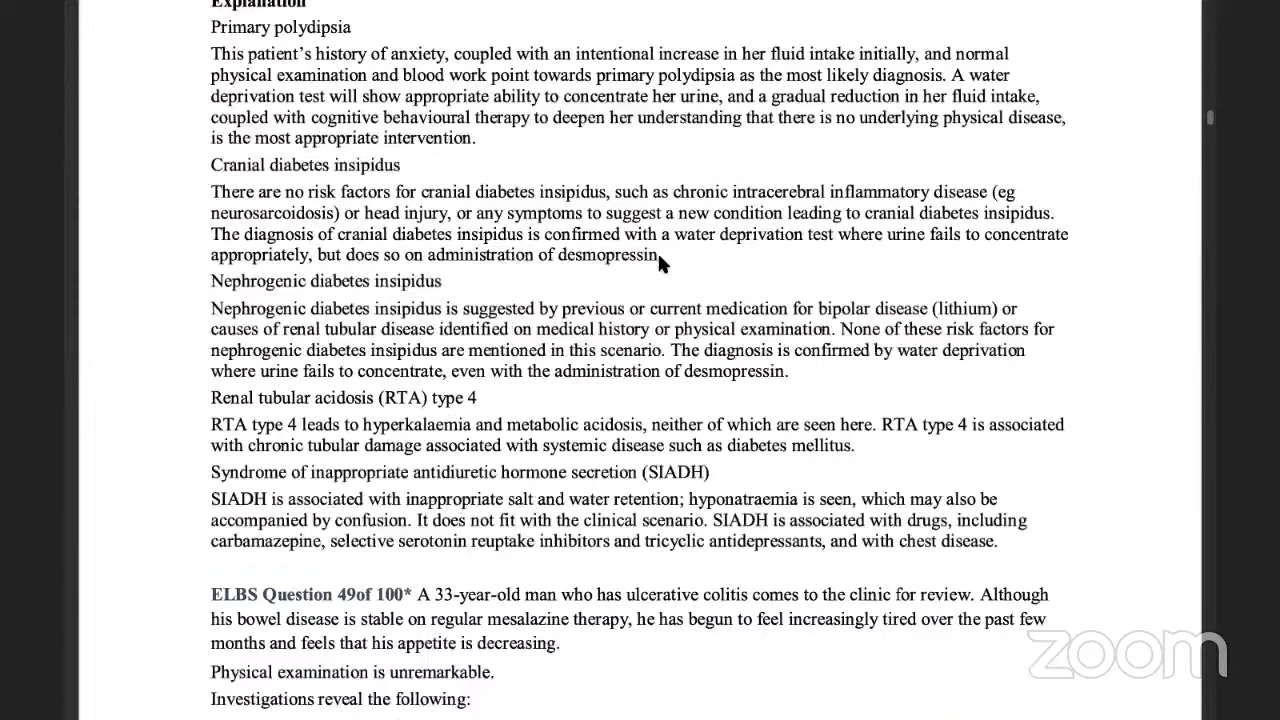 Explanation
Primary polydipsia
This patient’s history of anxiety, coupled with an intentional increase in her fluid intake initially, and normal
physical examination and blood work point towards primary polydipsia as the most likely diagnosis. A water
deprivation test will show appropriate ability to concentrate her urine, and a gradual reduction in her fluid intake,
coupled with cognitive behavioural therapy to deepen her understanding that there is no underlying physical disease,
is the most appropriate intervention.
Cranial diabetes insipidus
There are no risk factors for cranial diabetes insipidus, such as chronic intracerebral inflammatory disease (eg
neurosarcoidosis) or head injury, or any symptoms to suggest a new condition leading to cranial diabetes insipidus.
The diagnosis of cranial diabetes insipidus is confirmed with a water deprivation test where urine fails to concentrate
appropriately, but does so on administration of desmopressin.
Nephrogenic diabetes insipidus
Nephrogenic diabetes insipidus is suggested by previous or current medication for bipolar disease (lithium) or
causes of renal tubular disease identified on medical history or physical examination. None of these risk factors for
nephrogenic diabetes insipidus are mentioned in this scenario. The diagnosis is confirmed by water deprivation
where urine fails to concentrate, even with the administration of desmopressin.
Renal tubular acidosis (RTA) type 4
RTA type 4 leads to hyperkalaemia and metabolic acidosis, neither of which are seen here. RTA type 4 is associated
with chronic tubular damage associated with systemic disease such as diabetes mellitus.
Syndrome of inappropriate antidiuretic hormone secretion (SIADH)
SIADH is associated with inappropriate salt and water retention; hyponatraemia is seen, which may also be
accompanied by confusion. It does not fit with the clinical scenario. SIADH is associated with drugs, including
carbamazepine, selective serotonin reuptake inhibitors and tricyclic antidepressants, and with chest disease.
ELBS Question 49of 100* A 33-year-old man who has ulcerative colitis comes to the clinic for review. Although
his bowel disease is stable on regular mesalazine therapy, he has begun to feel increasingly tired over the past few
months and feels that his appetite is decreasing.
Physical examination is unremarkable.
Investigations reveal the following:
zoom